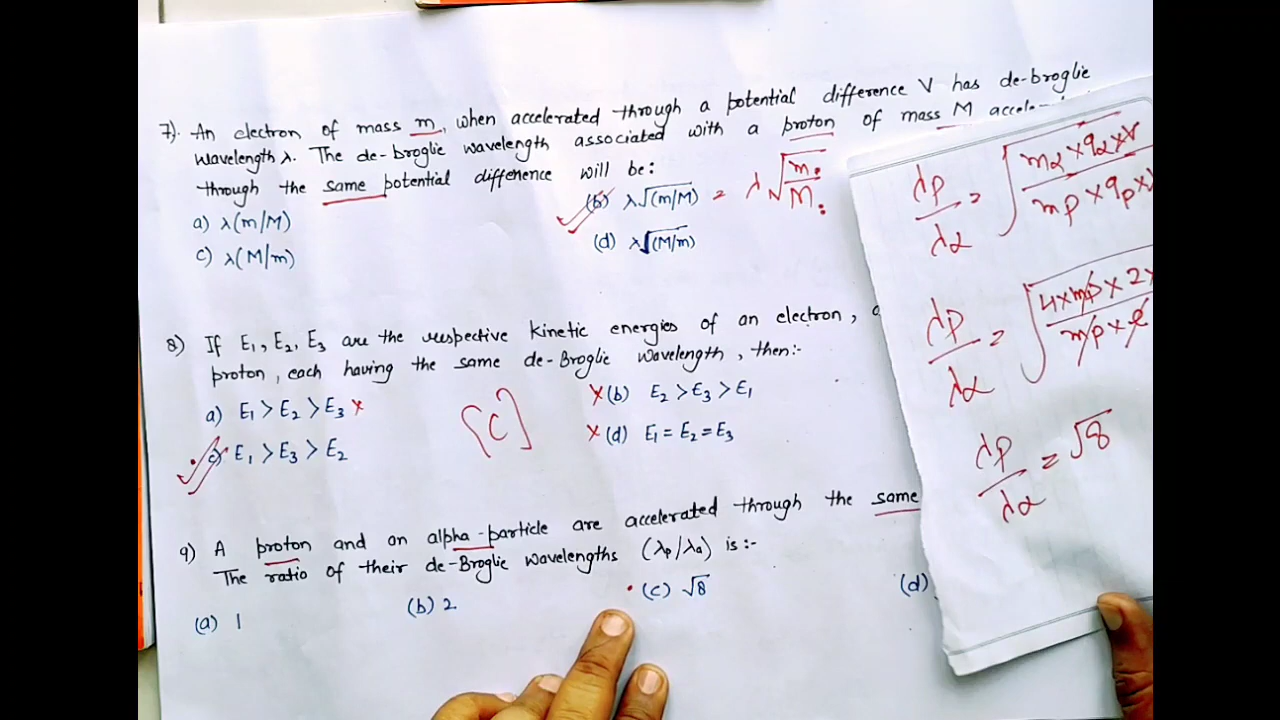 7). An electron of mass m, when accelerated through a potential difference V has de-broglie
wavelength λ. The de-broglie wavelength associated with a proton of mass M
through the same potential difference will be:
a) λ(m/M)
(b) λ√(m/M) = λ√(m/M)
c) λ(M/m)
(d) λ√(M/m)
8) If E1, E2, E3 are the respective kinetic energies of an electron,
proton, each having the same de-Broglie wavelength, then:-
a) E1 > E2 > E3 ×
×(b) E2 > E3 > E1
c) E1 > E3 > E2
[C]
×(d) E1 = E2 = E3
9) A proton and an alpha-particle are accelerated through the same
The ratio of their de-Broglie wavelengths (λp/λa) is:-
(a) 1
(b) 2
(c) √8
(d)
λp/λα = √(mα×qα×V / mp×qp×
λp/λα = √(4×mp×2× / mp×e
λp/λα = √8